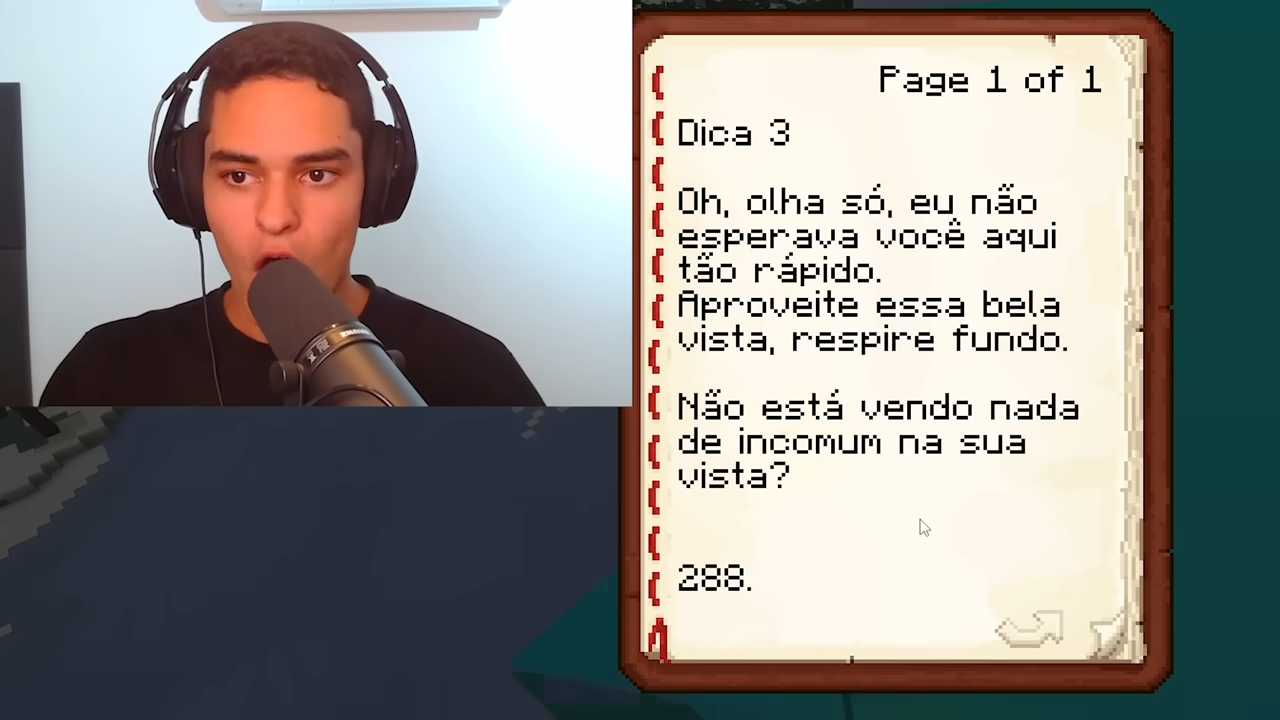 Page 1 of 1
Dica 3
Oh, olha só, eu não
esperava você aqui
tão rápido.
Aproveite essa bela
vista, respire fundo.
Não está vendo nada
de incomum na sua
vista?
288.